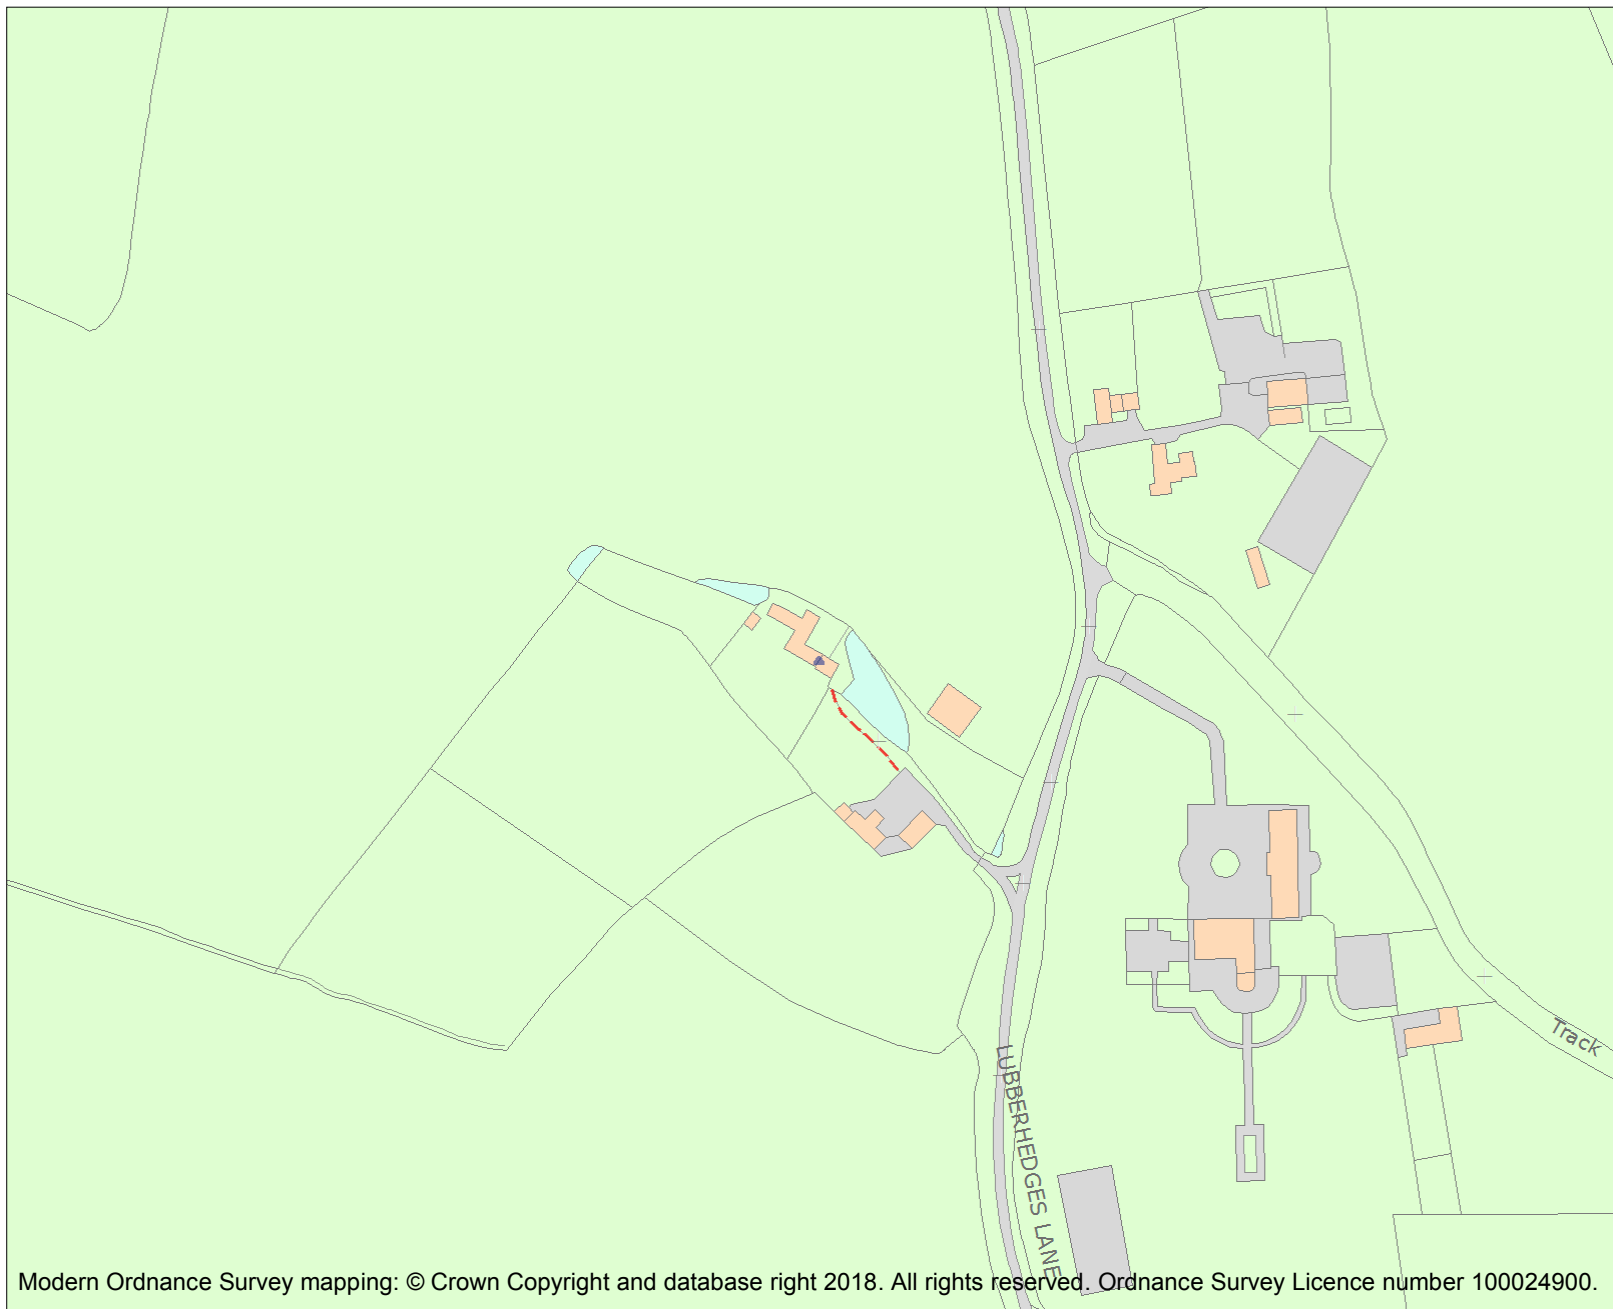 Track
LUBBERHEDGES LANE
Modern Ordnance Survey mapping: © Crown Copyright and database right 2018. All rights reserved. Ordnance Survey Licence number 100024900.